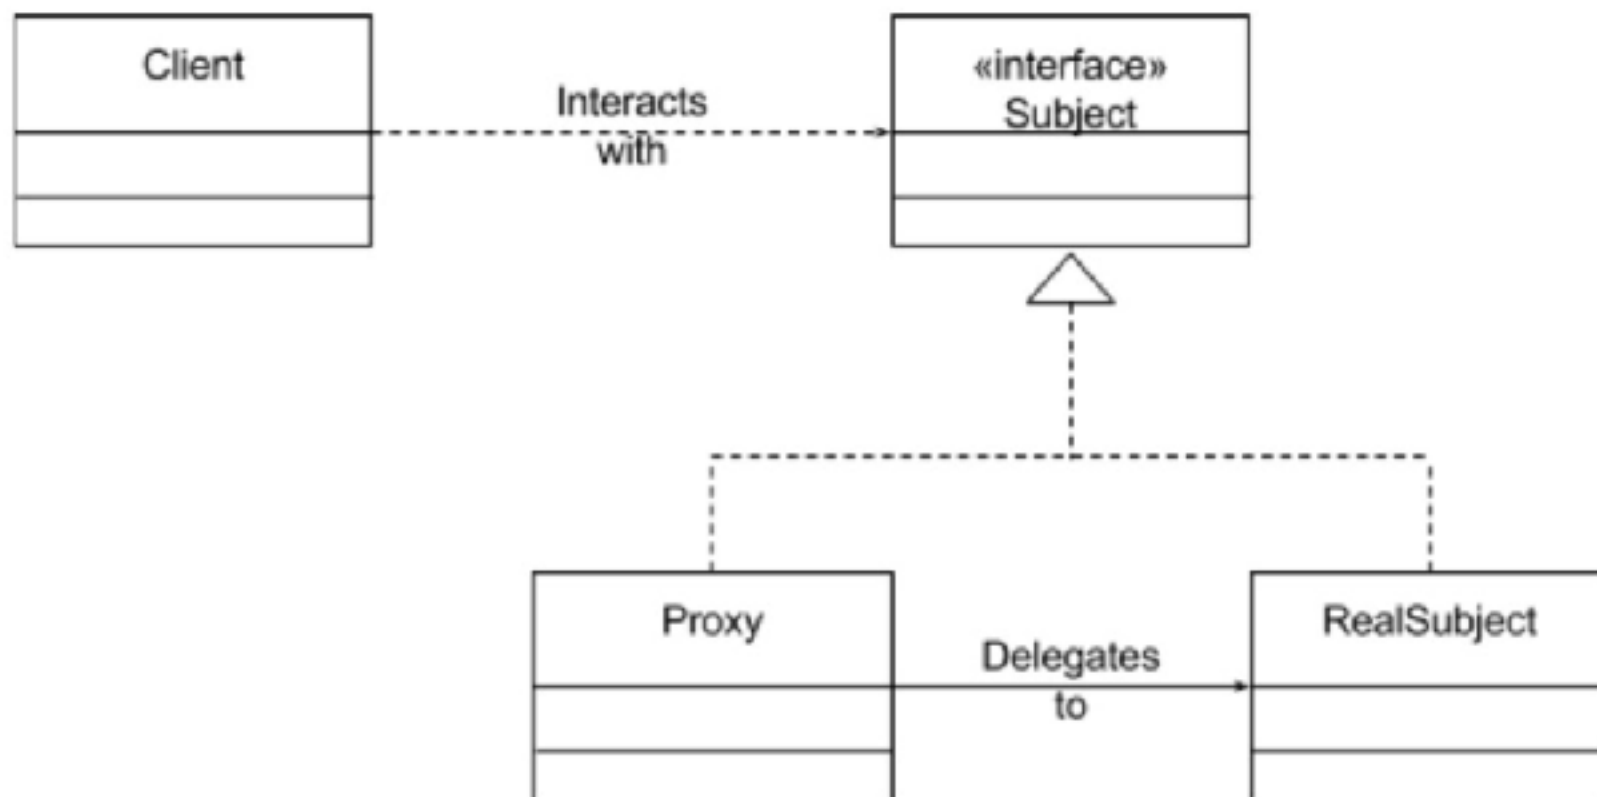 Client
Interacts
with
«interface»
Subject
Proxy
Delegates
to
RealSubject